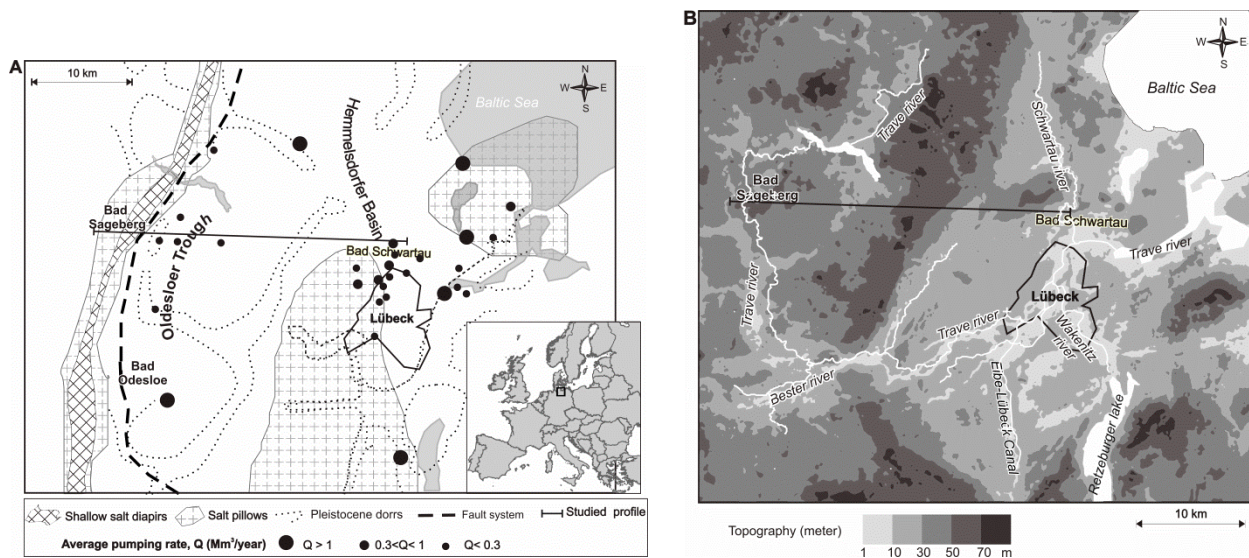 A
10 km
N
W E
S
Baltic Sea
Hemmelsdorfer Basin
Bad
Sageberg
Oldesloer Trough
Bad Schwartau
Lübeck
Bad
Odesloe
Shallow salt diapirs
Salt pillows
Pleistocene dorrs
Fault system
Studied profile
Average pumping rate, Q (Mm³/year)
Q > 1
0.3<Q< 1
Q< 0.3
B
N
W E
S
Baltic Sea
Trave river
Schwartau river
Bad
Sageberg
Bad Schwartau
Trave river
Trave river
Lübeck
Trave river
Wakenitz
river
Bester river
Elbe-Lübeck Canal
Retzeburger lake
Topography (meter)
1 10 30 50 70 m
10 km